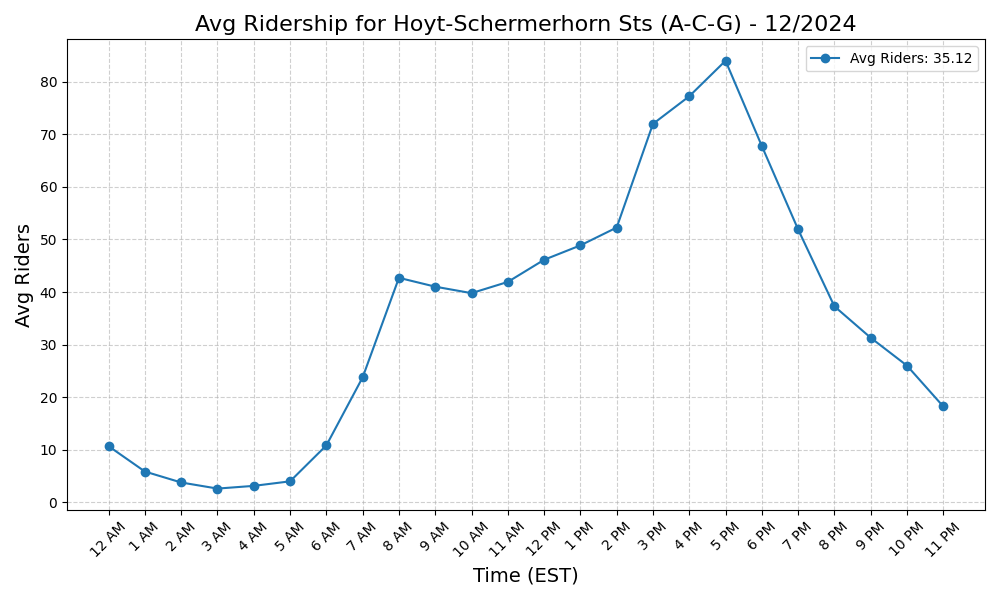 Avg Ridership for Hoyt-Schermerhorn Sts (A-C-G) - 12/2024
Avg Riders: 35.12
Avg Riders
80
70
60
50
40
30
20
10
0
12 AM
1 AM
2 AM
3 AM
4 AM
5 AM
6 AM
7 AM
8 AM
9 AM
10 AM
11 AM
12 PM
1 PM
2 PM
3 PM
4 PM
5 PM
6 PM
7 PM
8 PM
9 PM
10 PM
11 PM
Time (EST)